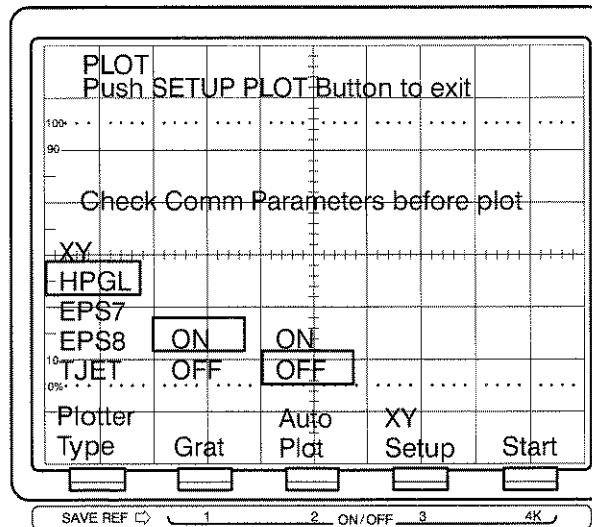 PLOT
Push SETUP PLOT Button to exit
100
90
Check Comm Parameters before plot
XY
HPGL
EPS7
EPS8 ON ON
10
TJET OFF OFF
0%
Plotter Auto XY
Type Grat Plot Setup Start
SAVE REF ⇨ 1 2 ON/OFF 3 4K